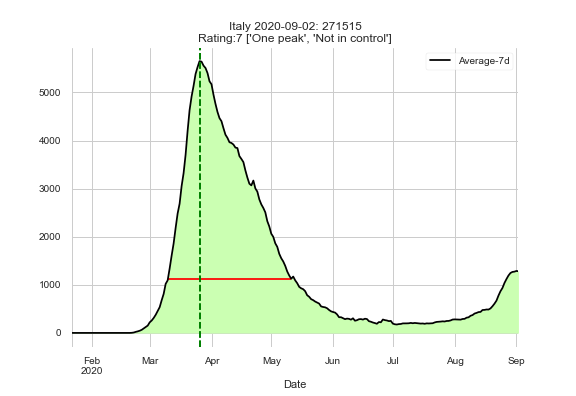 Italy 2020-09-02: 271515
Rating:7 ['One peak', 'Not in control']
Average-7d
5000
4000
3000
2000
1000
0
Feb Mar Apr May Jun Jul Aug Sep
2020
Date